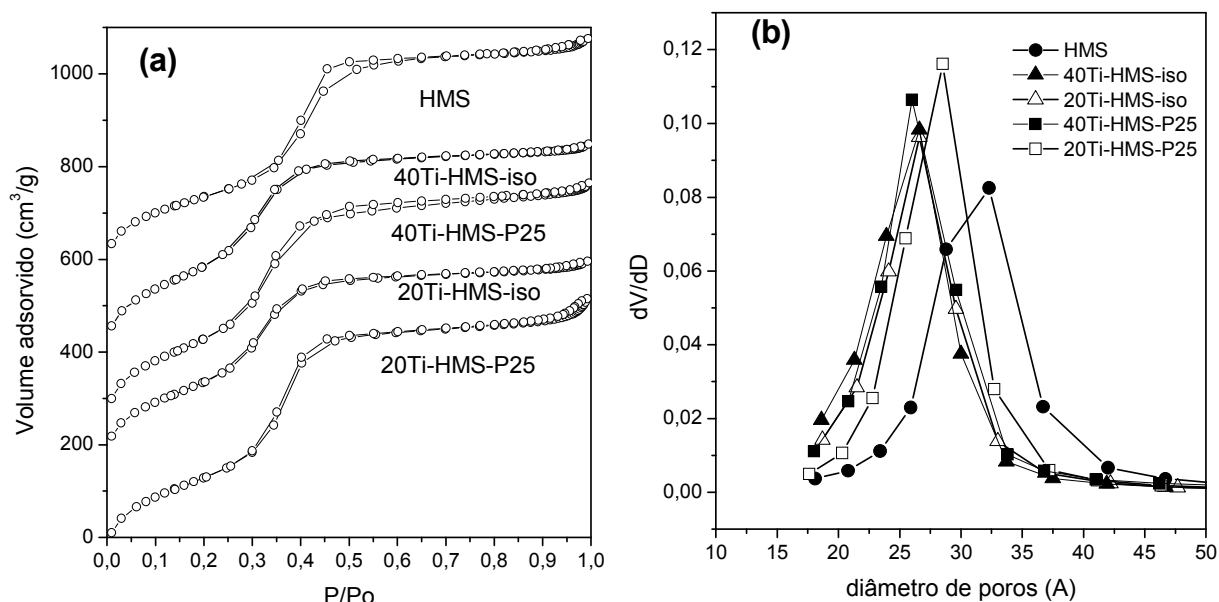 (a)
HMS
40Ti-HMS-iso
40Ti-HMS-P25
20Ti-HMS-iso
20Ti-HMS-P25
Volume adsorvido (cm³/g)
1000
800
600
400
200
0
0,0 0,1 0,2 0,3 0,4 0,5 0,6 0,7 0,8 0,9 1,0
P/Po
(b)
HMS
40Ti-HMS-iso
20Ti-HMS-iso
40Ti-HMS-P25
20Ti-HMS-P25
dV/dD
0,12
0,10
0,08
0,06
0,04
0,02
0,00
10 15 20 25 30 35 40 45 50
diâmetro de poros (A)